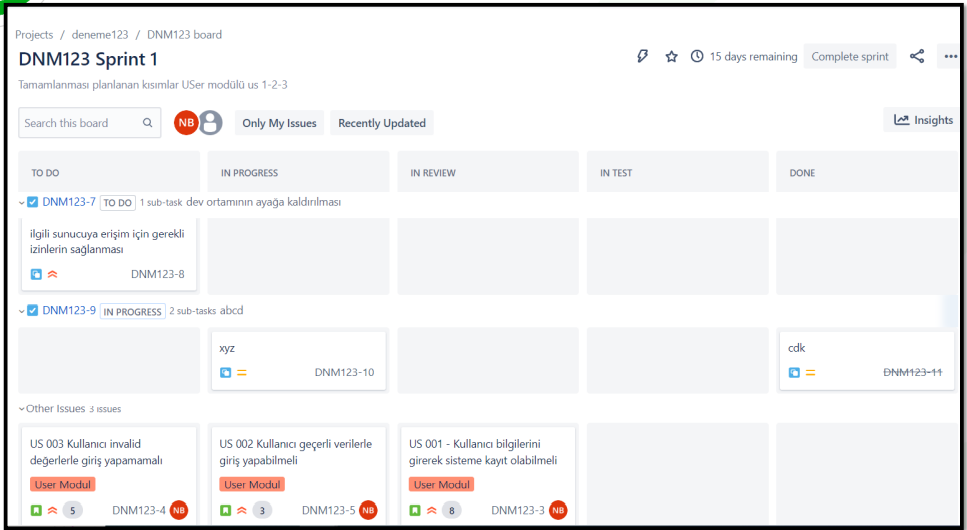 Projects / deneme123 / DNM123 board
DNM123 Sprint 1
15 days remaining Complete sprint
Tamamlanması planlanan kısımlar USer modülü us 1-2-3
Search this board NB Only My Issues Recently Updated Insights
TO DO IN PROGRESS IN REVIEW IN TEST DONE
DNM123-7 TO DO 1 sub-task dev ortamının ayağa kaldırılması
ilgili sunucuya erişim için gerekli
izinlerin sağlanması
DNM123-8
DNM123-9 IN PROGRESS 2 sub-tasks abcd
xyz
DNM123-10
cdk
DNM123-11
Other Issues 3 issues
US 003 Kullanıcı invalid
değerlerle giriş yapamamalı
User Modul
5 DNM123-4 NB
US 002 Kullanıcı geçerli verilerle
giriş yapabilmeli
User Modul
3 DNM123-5 NB
US 001 - Kullanıcı bilgilerini
girerek sisteme kayıt olabilmeli
User Modul
8 DNM123-3 NB